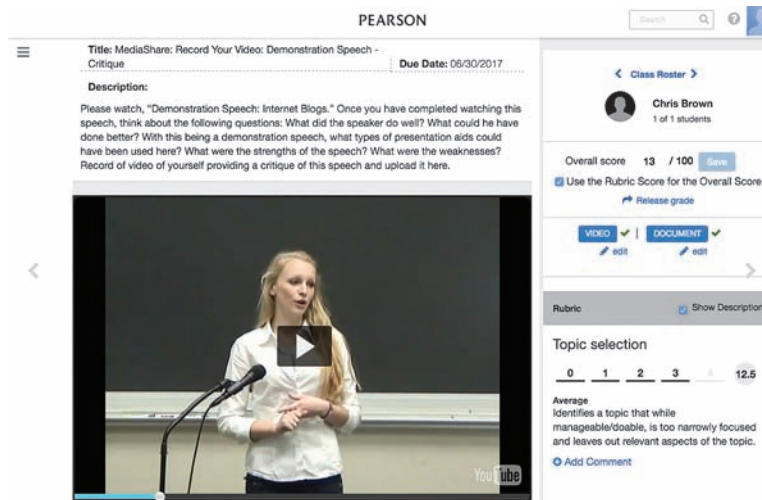 PEARSON
Search
?
Title: MediaShare: Record Your Video: Demonstration Speech -
Critique
Due Date: 06/30/2017
Description:
Please watch, “Demonstration Speech: Internet Blogs.” Once you have completed watching this
speech, think about the following questions: What did the speaker do well? What could he have
done better? With this being a demonstration speech, what types of presentation aids could
have been used here? What were the strengths of the speech? What were the weaknesses?
Record of video of yourself providing a critique of this speech and upload it here.
YouTube
Class Roster
Chris Brown
1 of 1 students
Overall score 13 / 100 Save
Use the Rubric Score for the Overall Score
Release grade
VIDEO | DOCUMENT
edit edit
Rubric Show Description
Topic selection
0 1 2 3 4 12.5
Average
Identifies a topic that while
manageable/doable, is too narrowly focused
and leaves out relevant aspects of the topic.
Add Comment